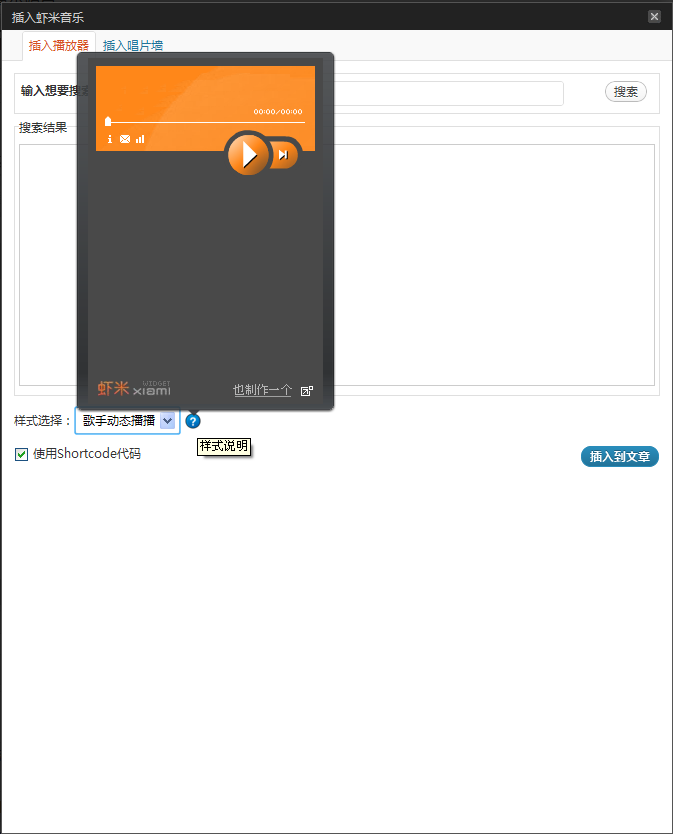 插入虾米音乐
插入播放器 插入唱片墙
输入想要搜 搜索
00:00/00:00
搜索结果
虾米 WIDGET xiami 也制作一个
样式选择： 歌手动态播播 ?
样式说明
使用Shortcode代码 插入到文章